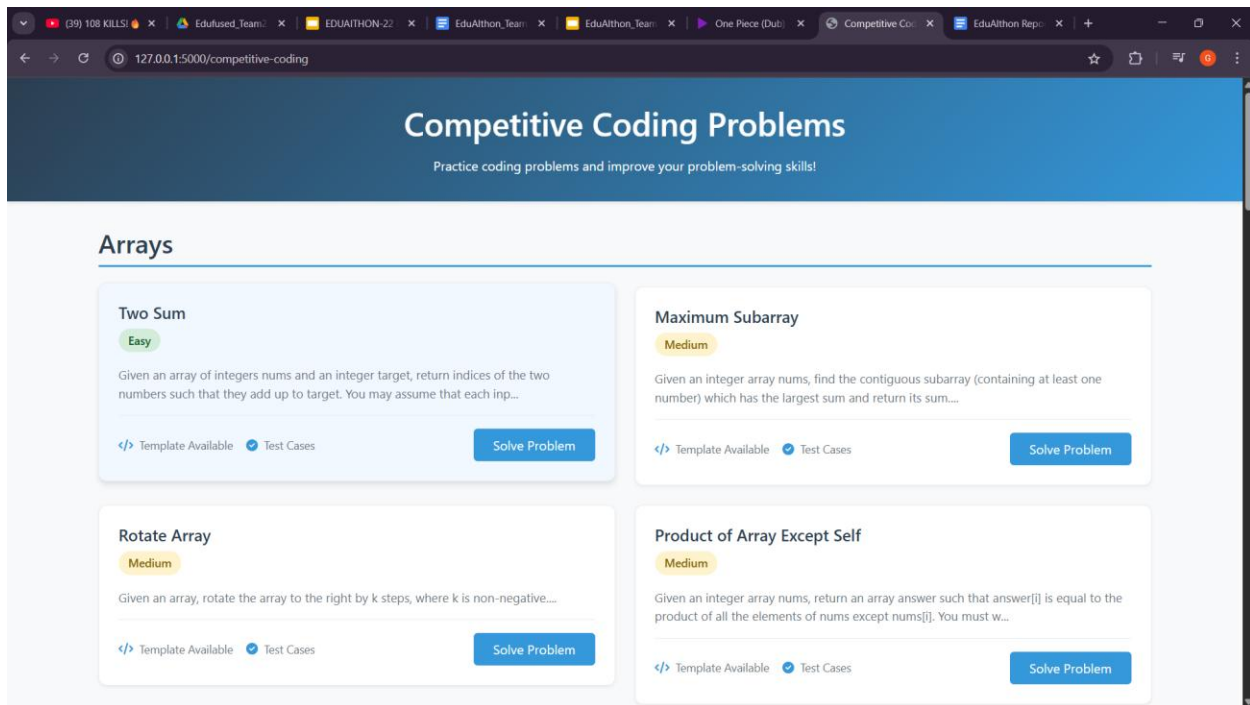 (39) 108 KILLS!
Edufused_Team
EDUAITHON-22
EduAIthon_Team
EduAIthon_Team
One Piece (Dub)
Competitive Co
EduAIthon Repo
127.0.0.1:5000/competitive-coding
G
Competitive Coding Problems
Practice coding problems and improve your problem-solving skills!
Arrays
Two Sum
Easy
Given an array of integers nums and an integer target, return indices of the two
numbers such that they add up to target. You may assume that each inp...
</> Template Available Test Cases
Solve Problem
Maximum Subarray
Medium
Given an integer array nums, find the contiguous subarray (containing at least one
number) which has the largest sum and return its sum....
</> Template Available Test Cases
Solve Problem
Rotate Array
Medium
Given an array, rotate the array to the right by k steps, where k is non-negative....
</> Template Available Test Cases
Solve Problem
Product of Array Except Self
Medium
Given an integer array nums, return an array answer such that answer[i] is equal to the
product of all the elements of nums except nums[i]. You must w...
</> Template Available Test Cases
Solve Problem